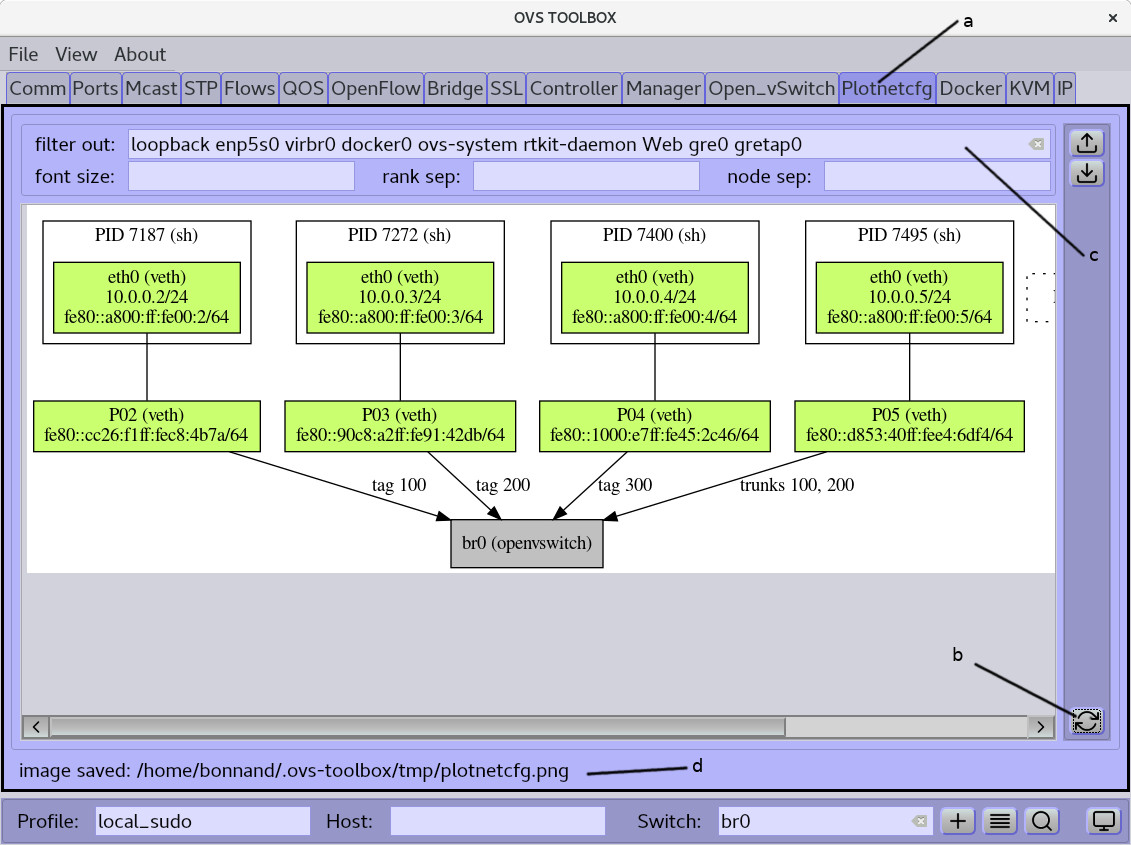 OVS TOOLBOX ×
a
File View About
Comm Ports Mcast STP Flows QOS OpenFlow Bridge SSL Controller Manager Open_vSwitch Plotnetcfg Docker KVM IP
filter out: loopback enp5s0 virbr0 docker0 ovs-system rtkit-daemon Web gre0 gretap0
font size: rank sep: node sep:
c
PID 7187 (sh) PID 7272 (sh) PID 7400 (sh) PID 7495 (sh)
eth0 (veth) eth0 (veth) eth0 (veth) eth0 (veth)
10.0.0.2/24 10.0.0.3/24 10.0.0.4/24 10.0.0.5/24
fe80::a800:ff:fe00:2/64 fe80::a800:ff:fe00:3/64 fe80::a800:ff:fe00:4/64 fe80::a800:ff:fe00:5/64
P02 (veth) P03 (veth) P04 (veth) P05 (veth)
fe80::cc26:f1ff:fec8:4b7a/64 fe80::90c8:a2ff:fe91:42db/64 fe80::1000:e7ff:fe45:2c46/64 fe80::d853:40ff:fee4:6df4/64
tag 100 tag 200 tag 300 trunks 100, 200
br0 (openvswitch)
b
image saved: /home/bonnand/.ovs-toolbox/tmp/plotnetcfg.png
d
Profile: local_sudo Host: Switch: br0